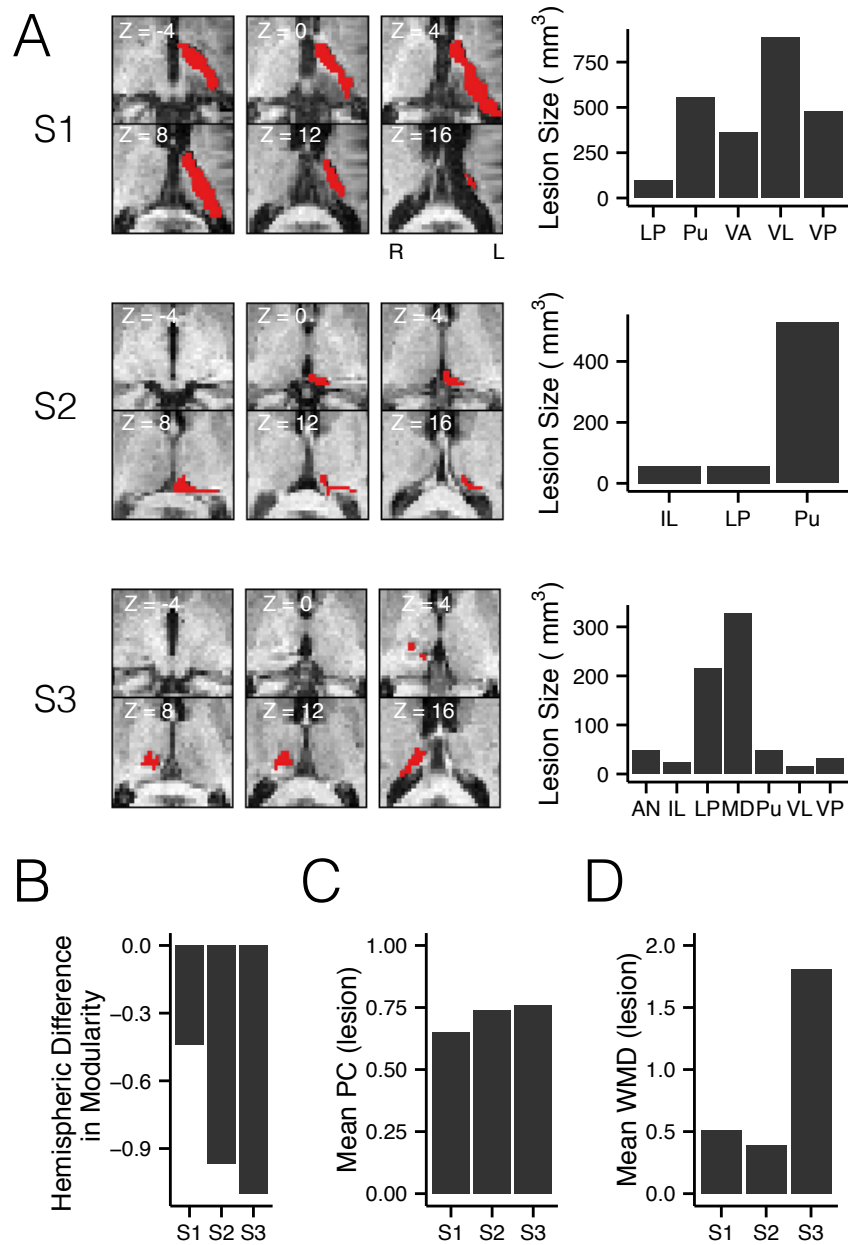 A
S1
Z = -4
Z = 0
Z = 4
Z = 8
Z = 12
Z = 16
R
L
Lesion Size ( mm³)
750
500
250
0
LP Pu VA VL VP
S2
Z = -4
Z = 0
Z = 4
Z = 8
Z = 12
Z = 16
Lesion Size ( mm³)
400
200
0
IL LP Pu
S3
Z = -4
Z = 0
Z = 4
Z = 8
Z = 12
Z = 16
Lesion Size ( mm³)
300
200
100
0
AN IL LP MD Pu VL VP
B
Hemispheric Difference
in Modularity
0.0
−0.3
−0.6
−0.9
S1 S2 S3
C
Mean PC (lesion)
1.00
0.75
0.50
0.25
0.00
S1 S2 S3
D
Mean WMD (lesion)
2.0
1.5
1.0
0.5
0.0
S1 S2 S3